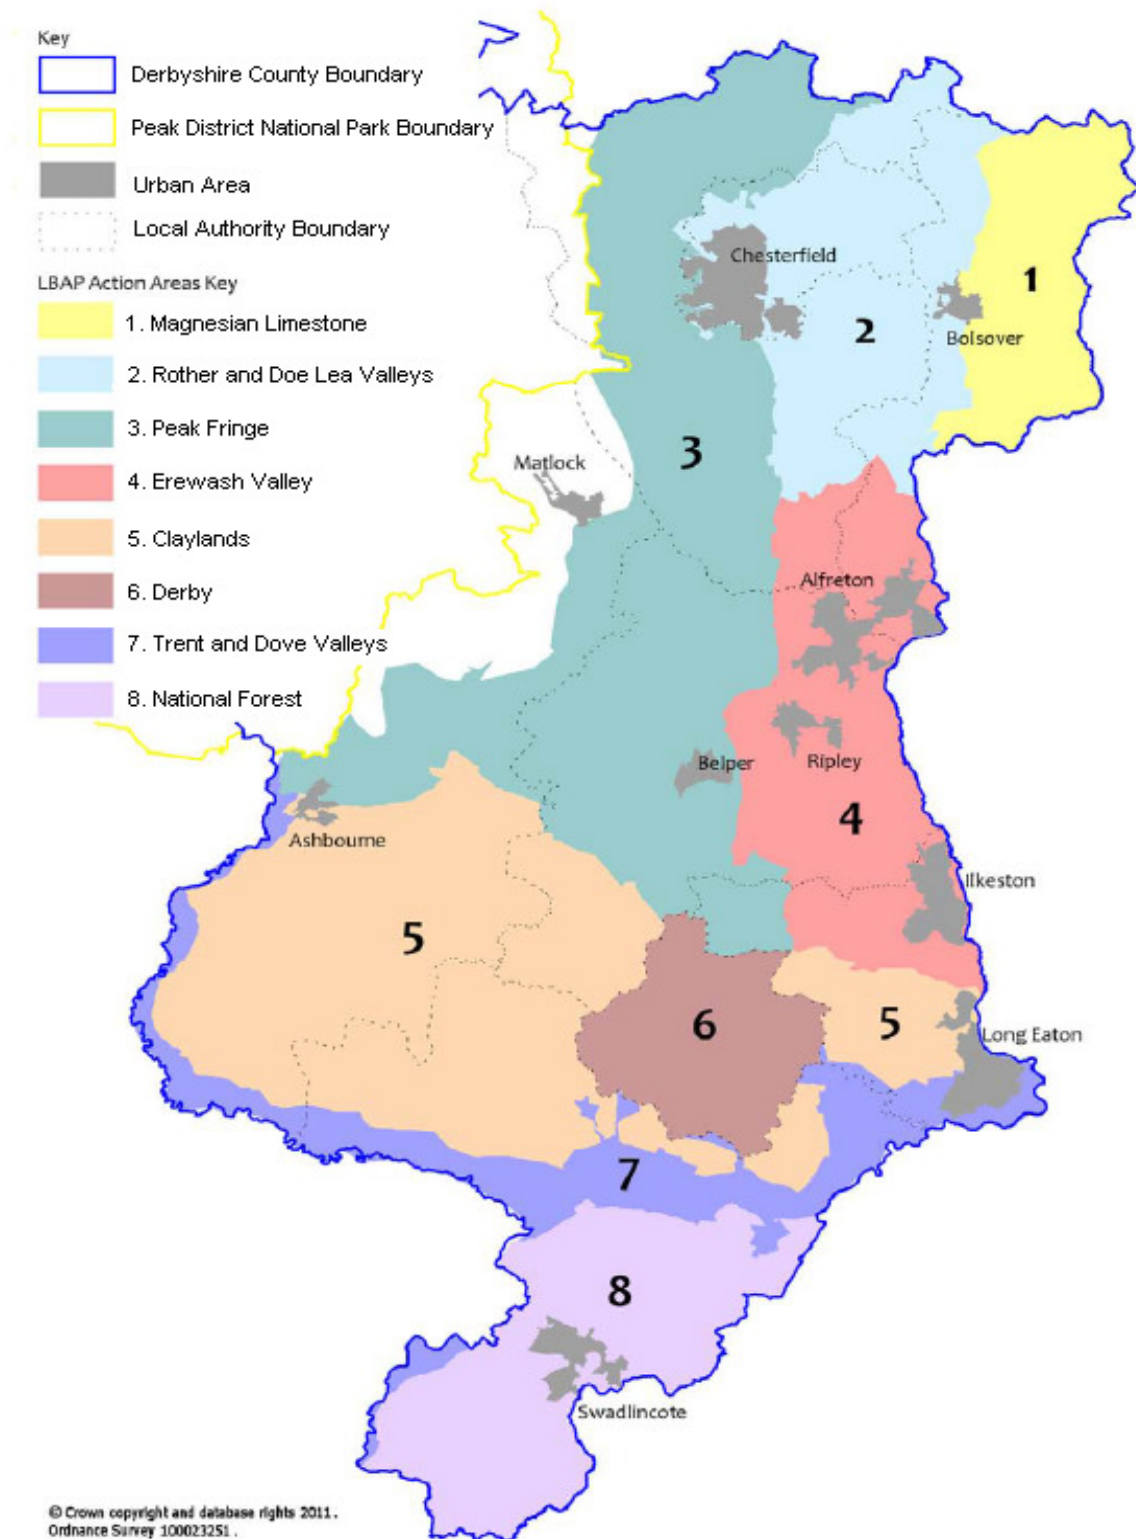 Key
Derbyshire County Boundary
Peak District National Park Boundary
Urban Area
Local Authority Boundary
LBAP Action Areas Key
1. Magnesian Limestone
2. Rother and Doe Lea Valleys
3. Peak Fringe
4. Erewash Valley
5. Claylands
6. Derby
7. Trent and Dove Valleys
8. National Forest
Chesterfield
1
2
Bolsover
3
Matlock
Alfreton
Belper
Ripley
4
Ashbourne
Ilkeston
5
6
5
Long Eaton
7
8
Swadlincote
© Crown copyright and database rights 2011.
Ordnance Survey 100023251.